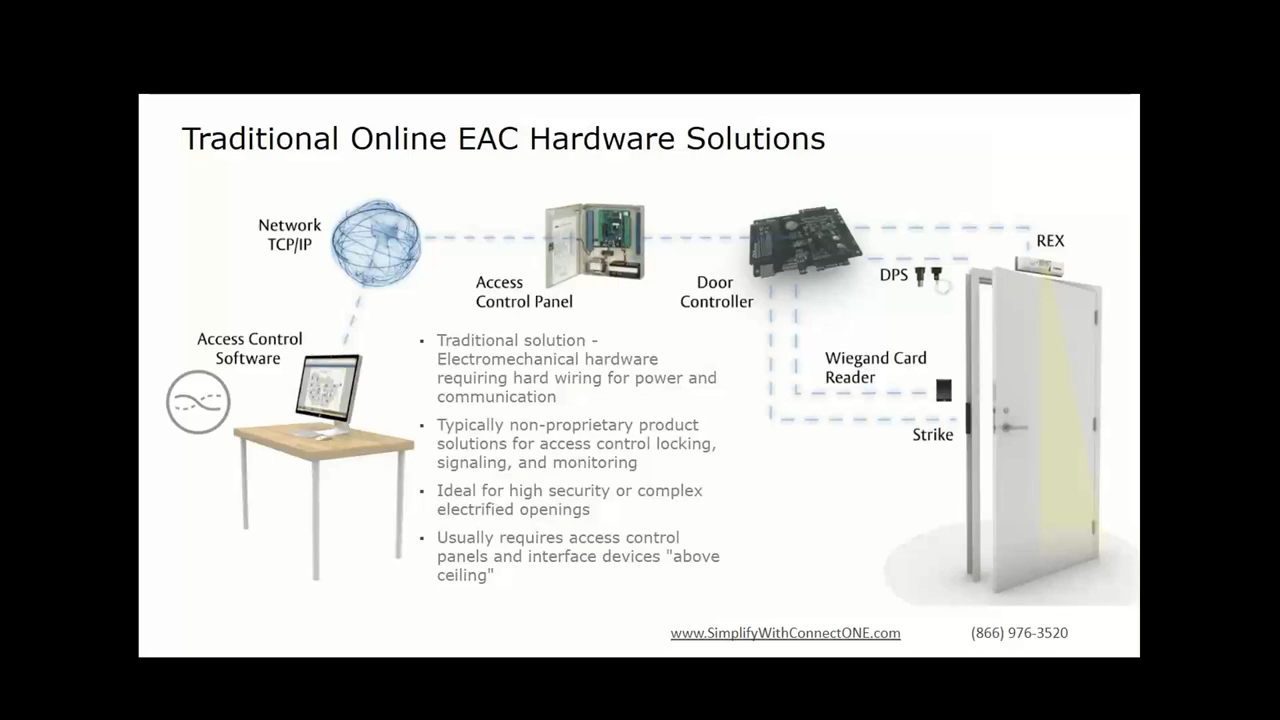 Traditional Online EAC Hardware Solutions
Network
TCP/IP
Access
Control Panel
Door
Controller
REX
DPS
Access Control
Software
Wiegand Card
Reader
Strike
▪ Traditional solution -
Electromechanical hardware
requiring hard wiring for power and
communication
▪ Typically non-proprietary product
solutions for access control locking,
signaling, and monitoring
▪ Ideal for high security or complex
electrified openings
▪ Usually requires access control
panels and interface devices "above
ceiling"
www.SimplifyWithConnectONE.com
(866) 976-3520